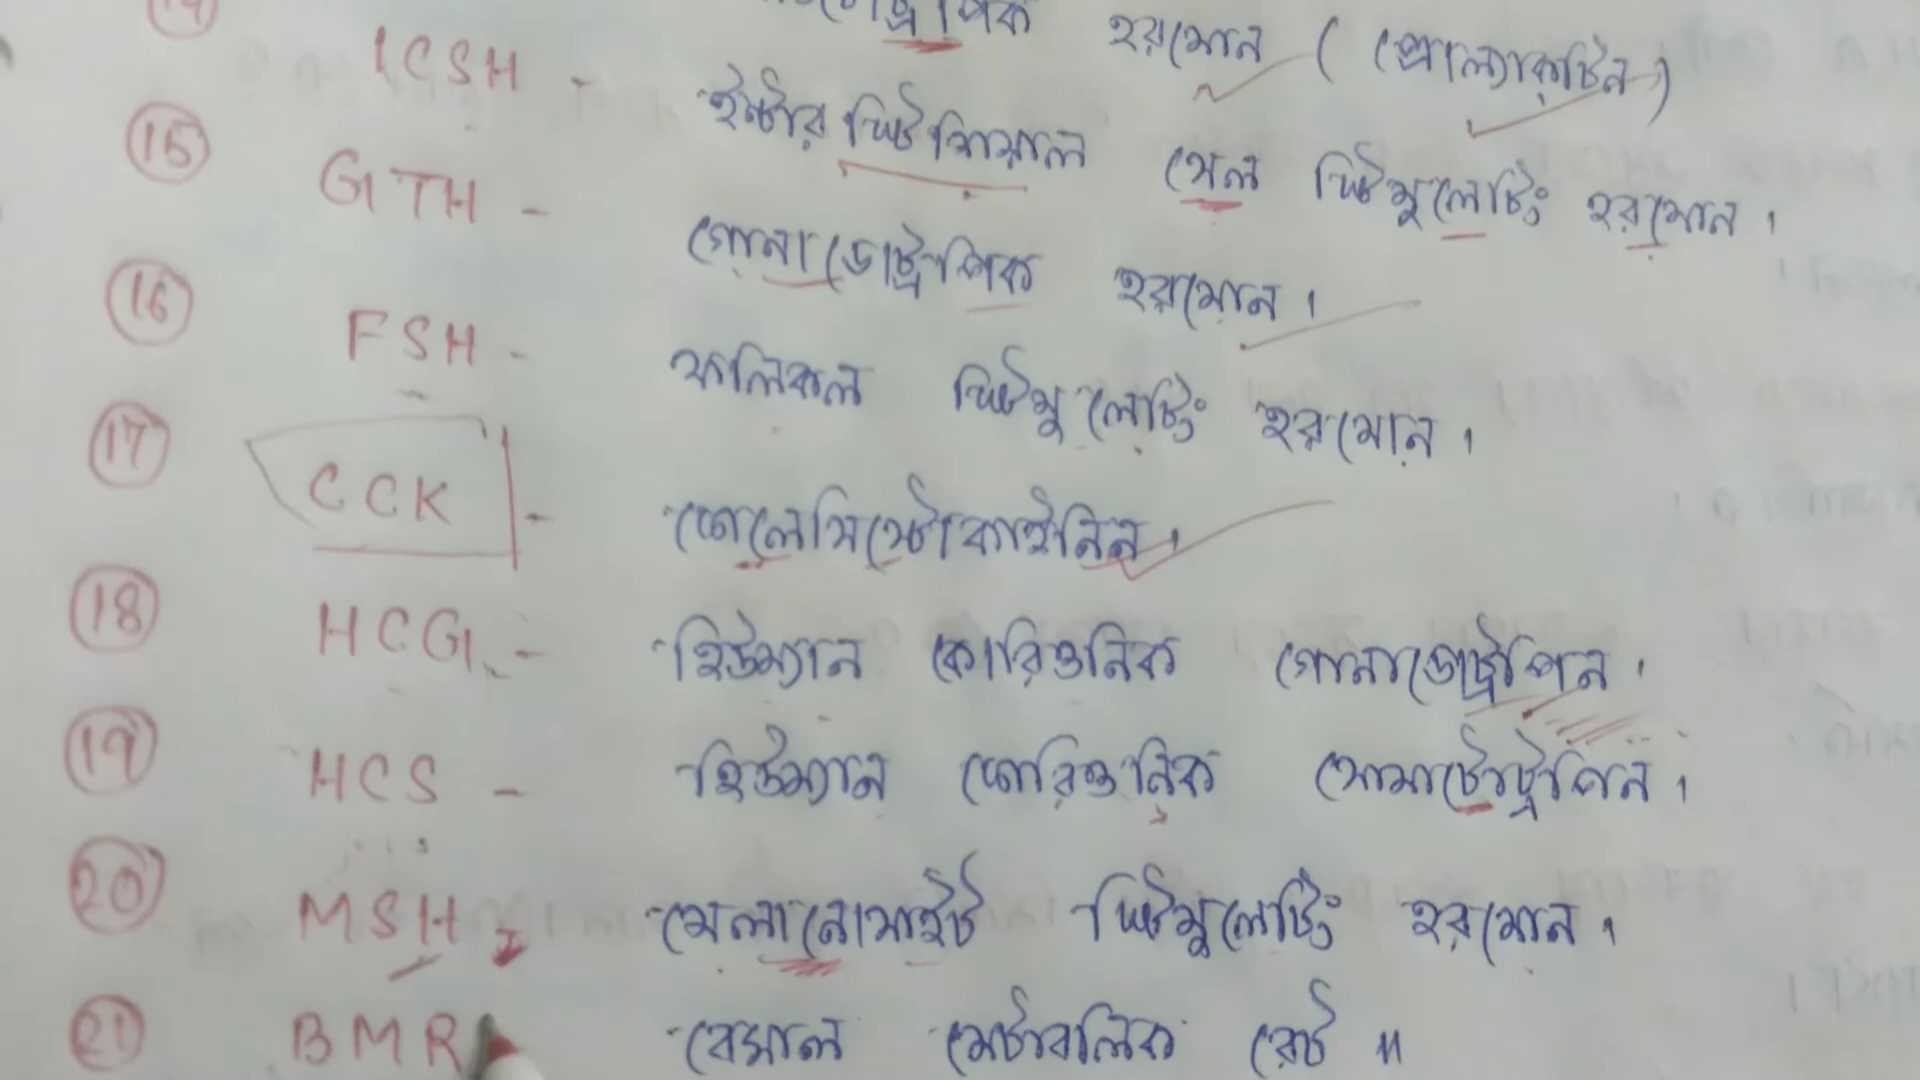 হরমোন (প্রোল্যাকটিন)
ICSH - ইন্টারস্টিশিয়াল সেল স্টিমুলেটিং হরমোন।
15 GTH - গোনাডোট্রপিক হরমোন।
16 FSH - ফলিকল স্টিমুলেটিং হরমোন।
17 CCK - কোলেসিস্টোকাইনিন।
18 HCG - হিউম্যান কোরিওনিক গোনাডোট্রপিন।
19 HCS - হিউম্যান কোরিওনিক সোমাটোট্রপিন।
20 MSH - মেলানোসাইট স্টিমুলেটিং হরমোন।
21 BMR বেসাল মেটাবলিক রেট॥